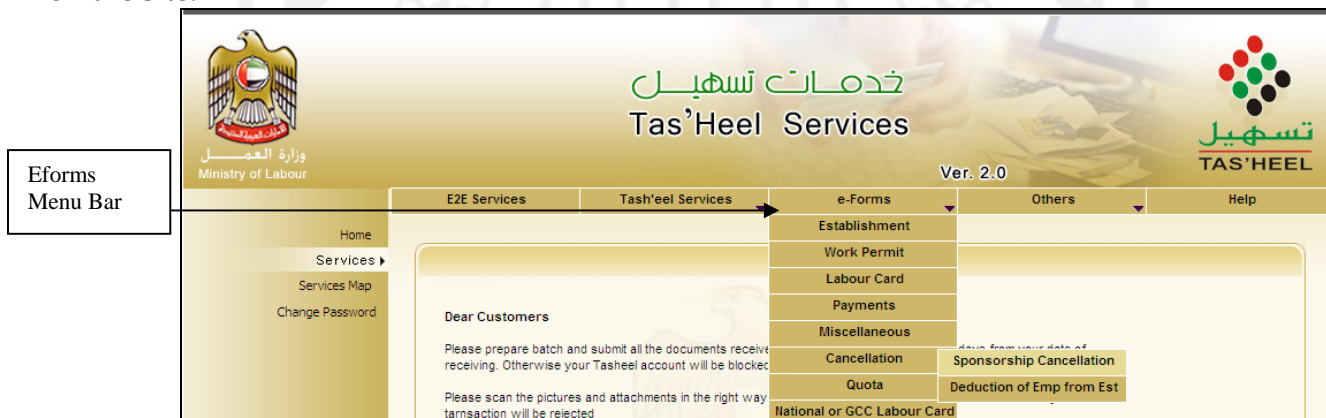 خدمات تسهيل
Tas'Heel Services
وزارة العمل
Ministry of Labour
تسهيل
TAS'HEEL
Ver. 2.0
Eforms
Menu Bar
E2E Services Tash'eel Services e-Forms Others Help
Home
Services
Services Map
Change Password
Establishment
Work Permit
Labour Card
Payments
Miscellaneous
Cancellation
Quota
National or GCC Labour Card
Sponsorship Cancellation
Deduction of Emp from Est
Dear Customers
Please prepare batch and submit all the documents receive days from your date of
receiving. Otherwise your Tasheel account will be blocked
Please scan the pictures and attachments in the right way
tarnsaction will be rejected